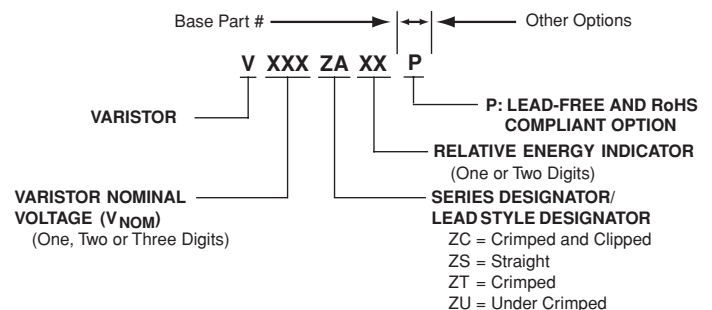 Base Part #
Other Options
V XXX ZA XX P
VARISTOR
P: LEAD-FREE AND RoHS
COMPLIANT OPTION
RELATIVE ENERGY INDICATOR
(One or Two Digits)
VARISTOR NOMINAL
VOLTAGE (VNOM)
(One, Two or Three Digits)
SERIES DESIGNATOR/
LEAD STYLE DESIGNATOR
ZC = Crimped and Clipped
ZS = Straight
ZT = Crimped
ZU = Under Crimped